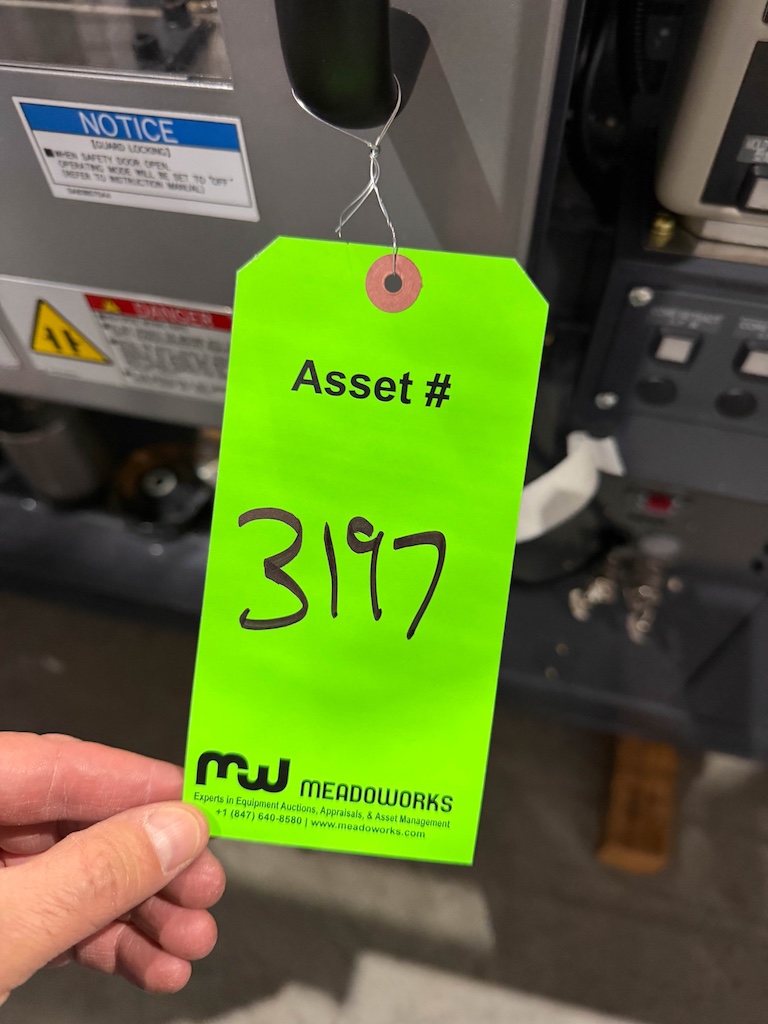 NOTICE
[GUARD LOCKING]
■WHEN SAFETY DOOR OPEN,
OPERATING MODE WILL BE SET TO "OFF"
(REFER TO INSTRUCTION MANUAL)
DANGER
Asset #
3197
mw MEADOWORKS
Experts in Equipment Auctions, Appraisals, & Asset Management
+1 (847) 640-8580 | www.meadoworks.com